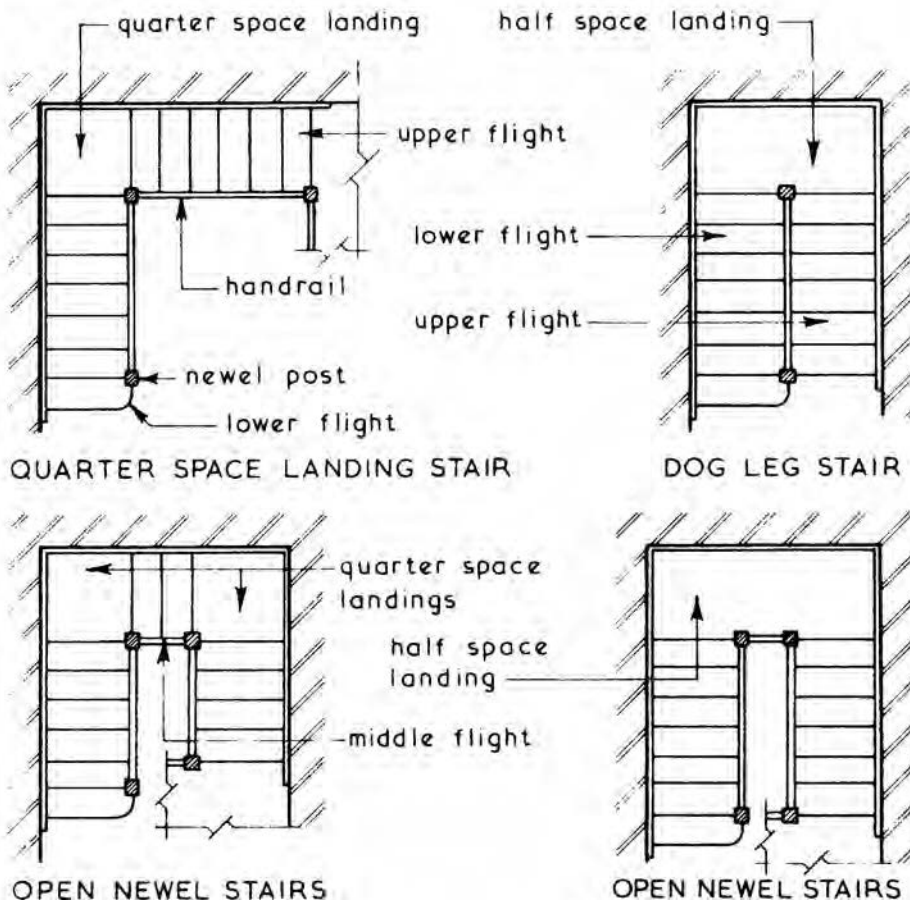 quarter space landing
half space landing
upper flight
lower flight
handrail
upper flight
newel post
lower flight
QUARTER SPACE LANDING STAIR
DOG LEG STAIR
quarter space
landings
half space
landing
middle flight
OPEN NEWEL STAIRS
OPEN NEWEL STAIRS